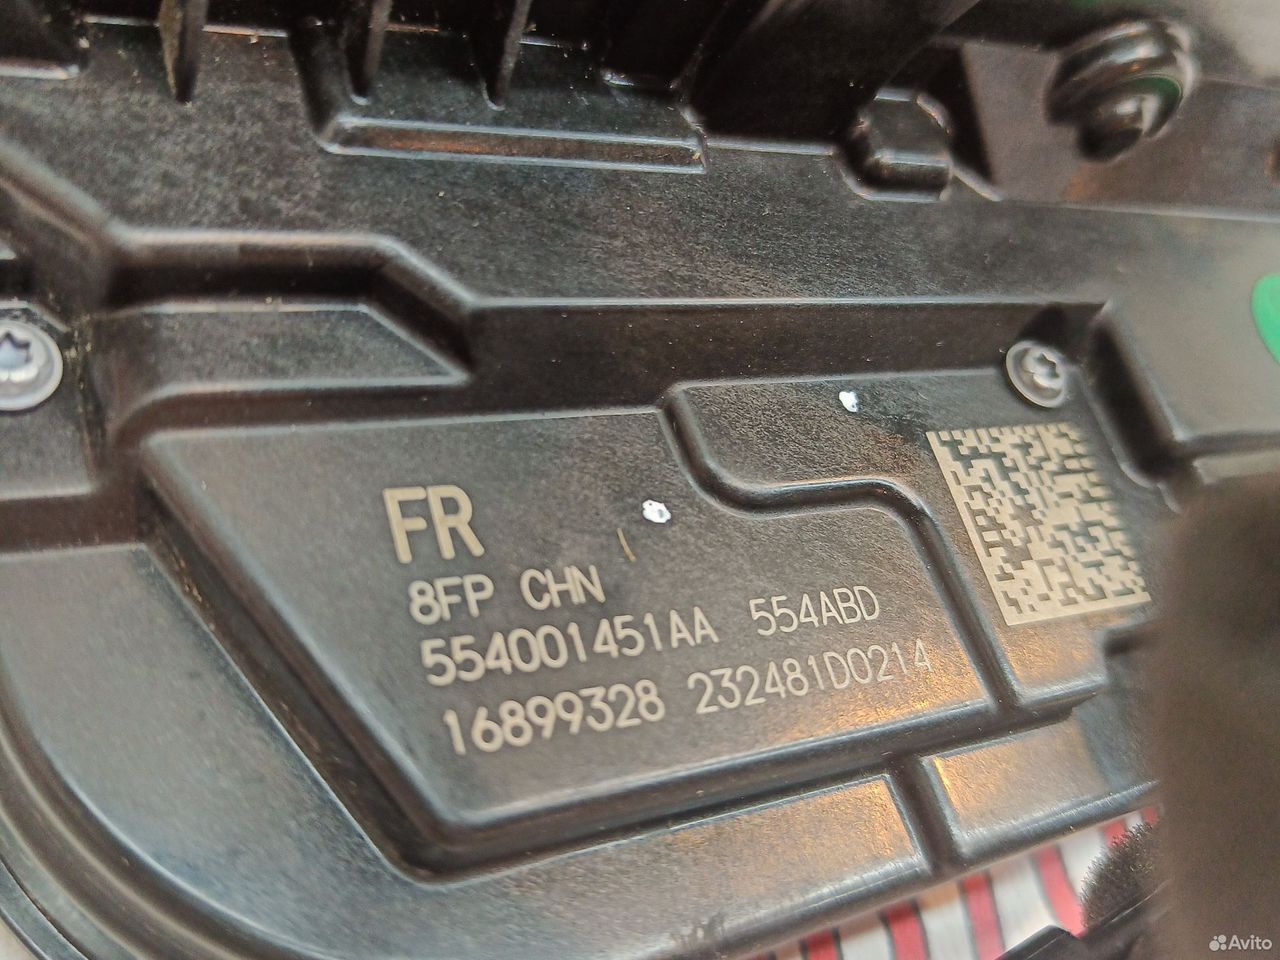 FR
8FP CHN
554001451AA 554ABD
16899328 232481D0214
Avito